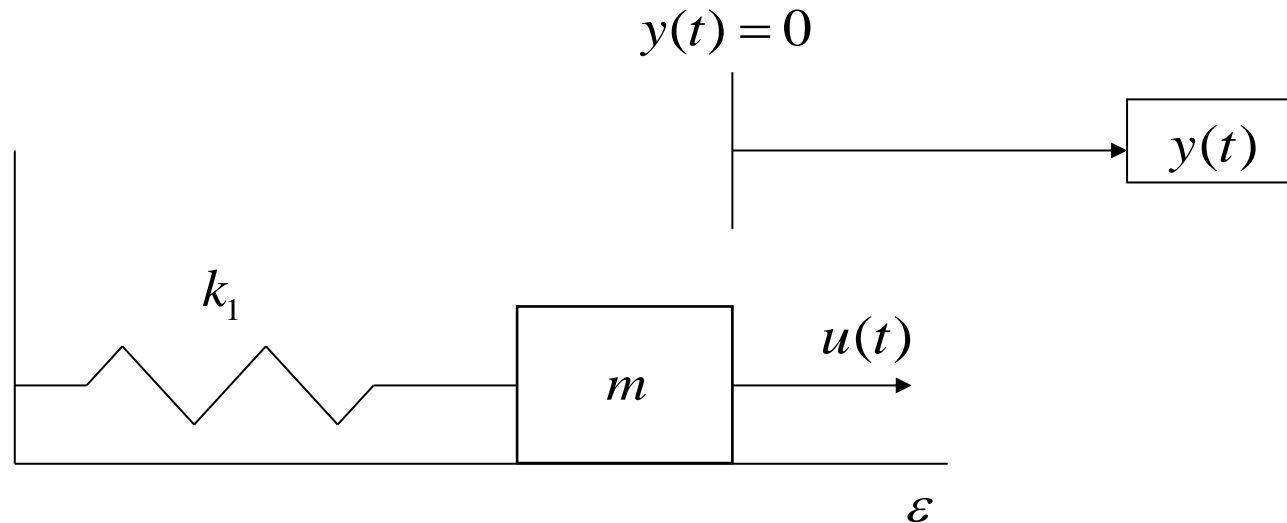 y(t) = 0
y(t)
k₁
u(t)
m
ε